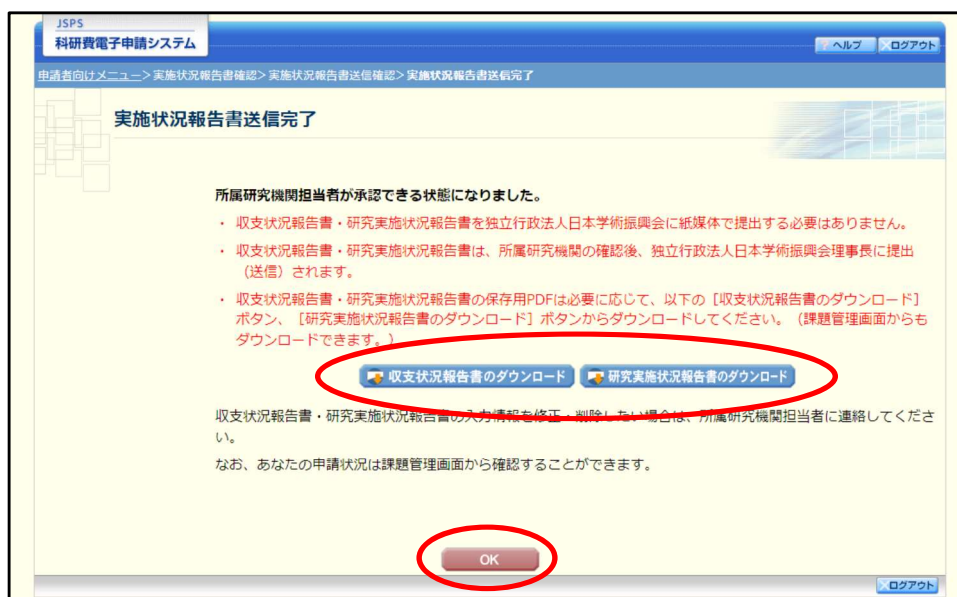 JSPS
科研費電子申請システム
ヘルプ
ログアウト
申請者向けメニュー>実施状況報告書確認>実施状況報告書送信確認>実施状況報告書送信完了
実施状況報告書送信完了
所属研究機関担当者が承認できる状態になりました。
・ 収支状況報告書・研究実施状況報告書を独立行政法人日本学術振興会に紙媒体で提出する必要はありません。
・ 収支状況報告書・研究実施状況報告書は、所属研究機関の確認後、独立行政法人日本学術振興会理事長に提出
（送信）されます。
・ 収支状況報告書・研究実施状況報告書の保存用PDFは必要に応じて、以下の［収支状況報告書のダウンロード］
ボタン、［研究実施状況報告書のダウンロード］ボタンからダウンロードしてください。（課題管理画面からも
ダウンロードできます。）
収支状況報告書のダウンロード 研究実施状況報告書のダウンロード
収支状況報告書・研究実施状況報告書の入力情報を修正・削除したい場合は、所属研究機関担当者に連絡してくださ
い。
なお、あなたの申請状況は課題管理画面から確認することができます。
OK
ログアウト